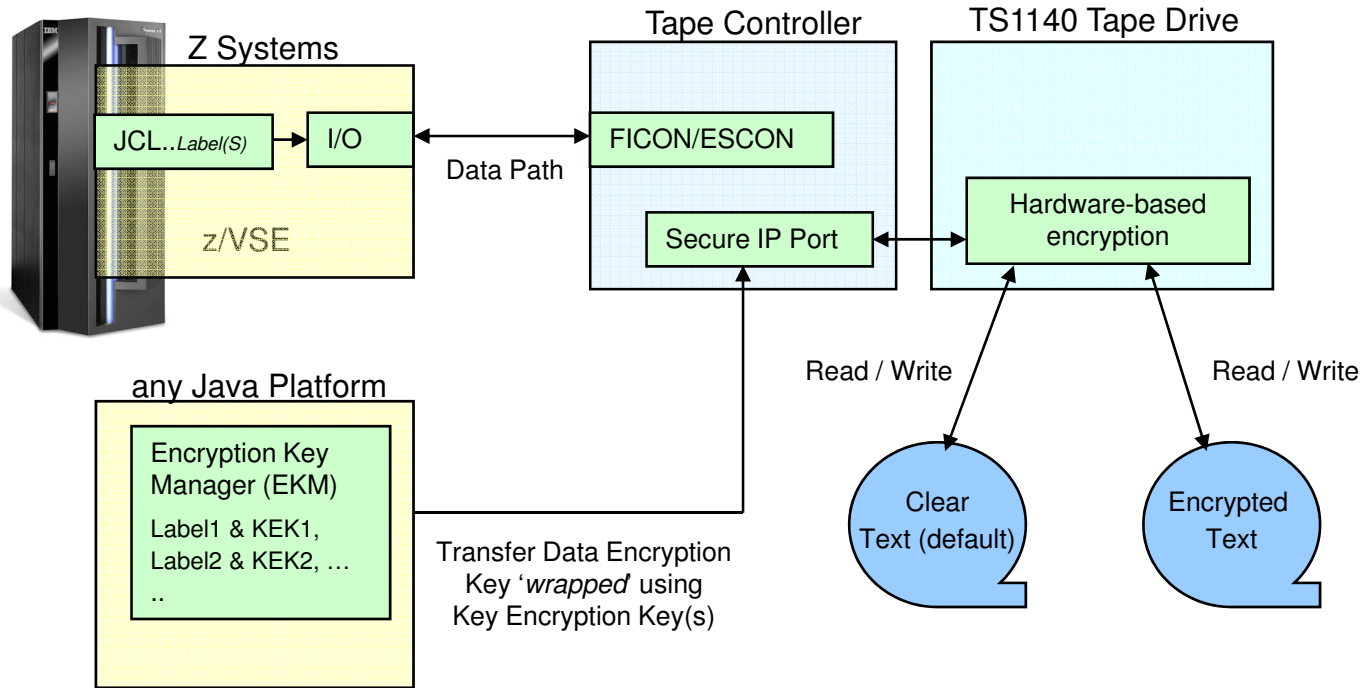 Tape Controller
TS1140 Tape Drive
Z Systems
IBM
JCL..Label(S)
I/O
z/VSE
Data Path
FICON/ESCON
Secure IP Port
Hardware-based
encryption
Read / Write
Read / Write
any Java Platform
Encryption Key
Manager (EKM)
Label1 & KEK1,
Label2 & KEK2, …
..
Transfer Data Encryption
Key ‘wrapped’ using
Key Encryption Key(s)
Clear
Text (default)
Encrypted
Text